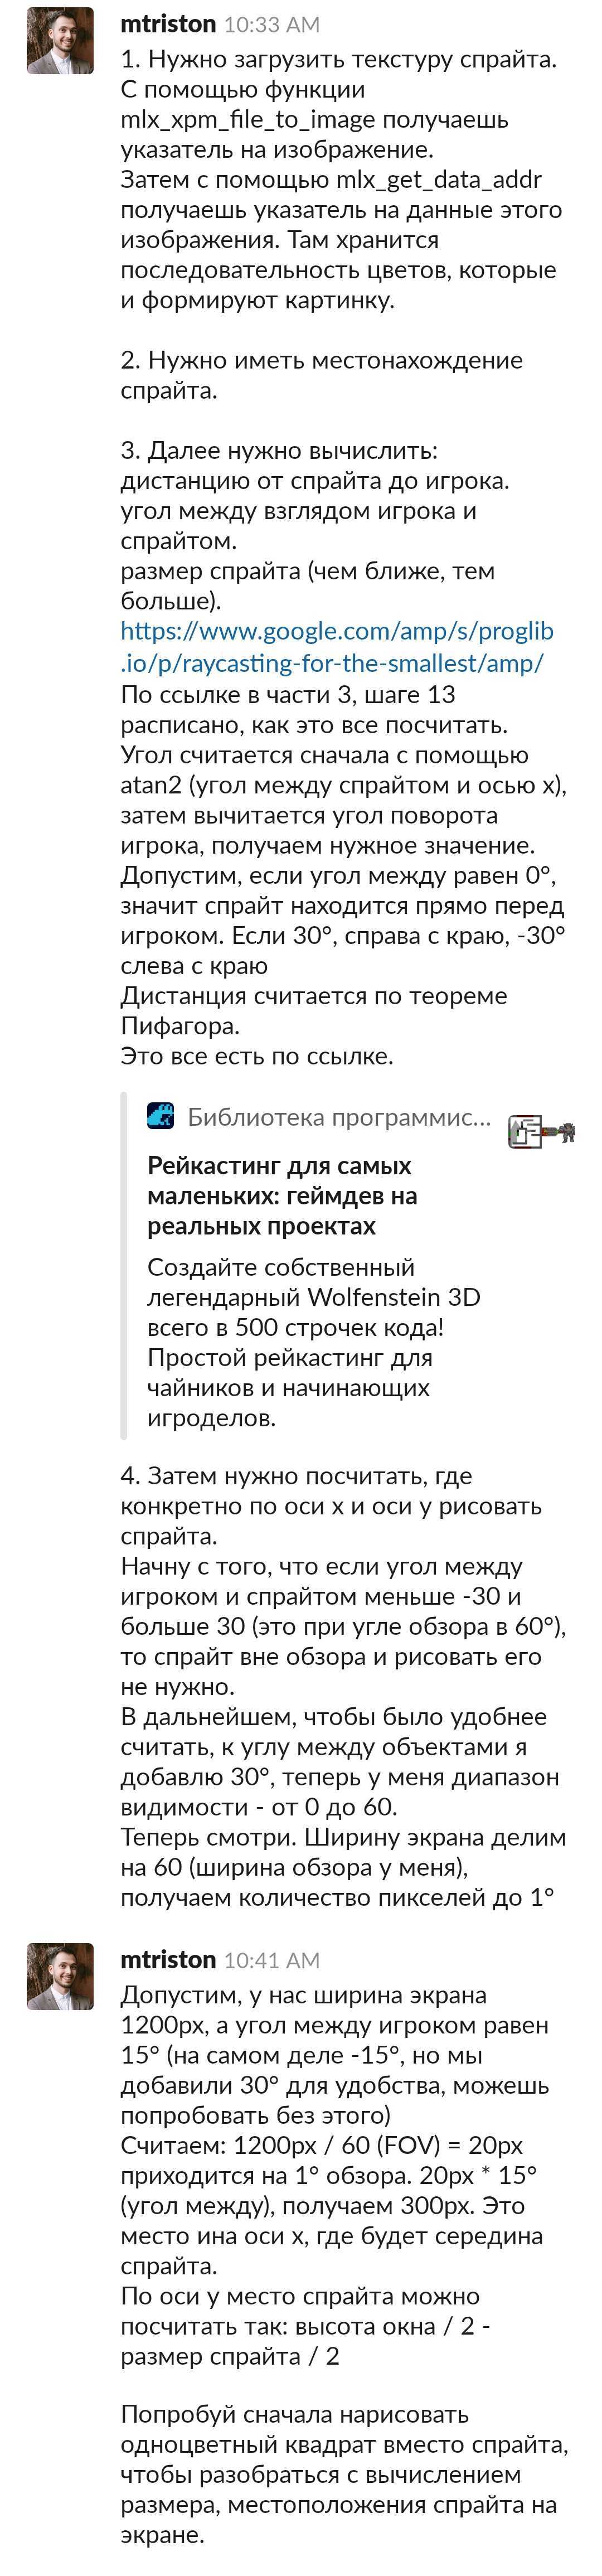 mtriston 10:33 AM
1. Нужно загрузить текстуру спрайта.
С помощью функции
mlx_xpm_file_to_image получаешь
указатель на изображение.
Затем с помощью mlx_get_data_addr
получаешь указатель на данные этого
изображения. Там хранится
последовательность цветов, которые
и формируют картинку.
2. Нужно иметь местонахождение
спрайта.
3. Далее нужно вычислить:
дистанцию от спрайта до игрока.
угол между взглядом игрока и
спрайтом.
размер спрайта (чем ближе, тем
больше).
https://www.google.com/amp/s/proglib
.io/p/raycasting-for-the-smallest/amp/
По ссылке в части 3, шаге 13
расписано, как это все посчитать.
Угол считается сначала с помощью
atan2 (угол между спрайтом и осью x),
затем вычитается угол поворота
игрока, получаем нужное значение.
Допустим, если угол между равен 0°,
значит спрайт находится прямо перед
игроком. Если 30°, справа с краю, -30°
слева с краю
Дистанция считается по теореме
Пифагора.
Это все есть по ссылке.
Библиотека программис...
Рейкастинг для самых
маленьких: геймдев на
реальных проектах
Создайте собственный
легендарный Wolfenstein 3D
всего в 500 строчек кода!
Простой рейкастинг для
чайников и начинающих
игроделов.
4. Затем нужно посчитать, где
конкретно по оси x и оси y рисовать
спрайта.
Начну с того, что если угол между
игроком и спрайтом меньше -30 и
больше 30 (это при угле обзора в 60°),
то спрайт вне обзора и рисовать его
не нужно.
В дальнейшем, чтобы было удобнее
считать, к углу между объектами я
добавлю 30°, теперь у меня диапазон
видимости - от 0 до 60.
Теперь смотри. Ширину экрана делим
на 60 (ширина обзора у меня),
получаем количество пикселей до 1°
mtriston 10:41 AM
Допустим, у нас ширина экрана
1200px, а угол между игроком равен
15° (на самом деле -15°, но мы
добавили 30° для удобства, можешь
попробовать без этого)
Считаем: 1200px / 60 (FOV) = 20px
приходится на 1° обзора. 20px * 15°
(угол между), получаем 300px. Это
место ина оси x, где будет середина
спрайта.
По оси y место спрайта можно
посчитать так: высота окна / 2 -
размер спрайта / 2
Попробуй сначала нарисовать
одноцветный квадрат вместо спрайта,
чтобы разобраться с вычислением
размера, местоположения спрайта на
экране.